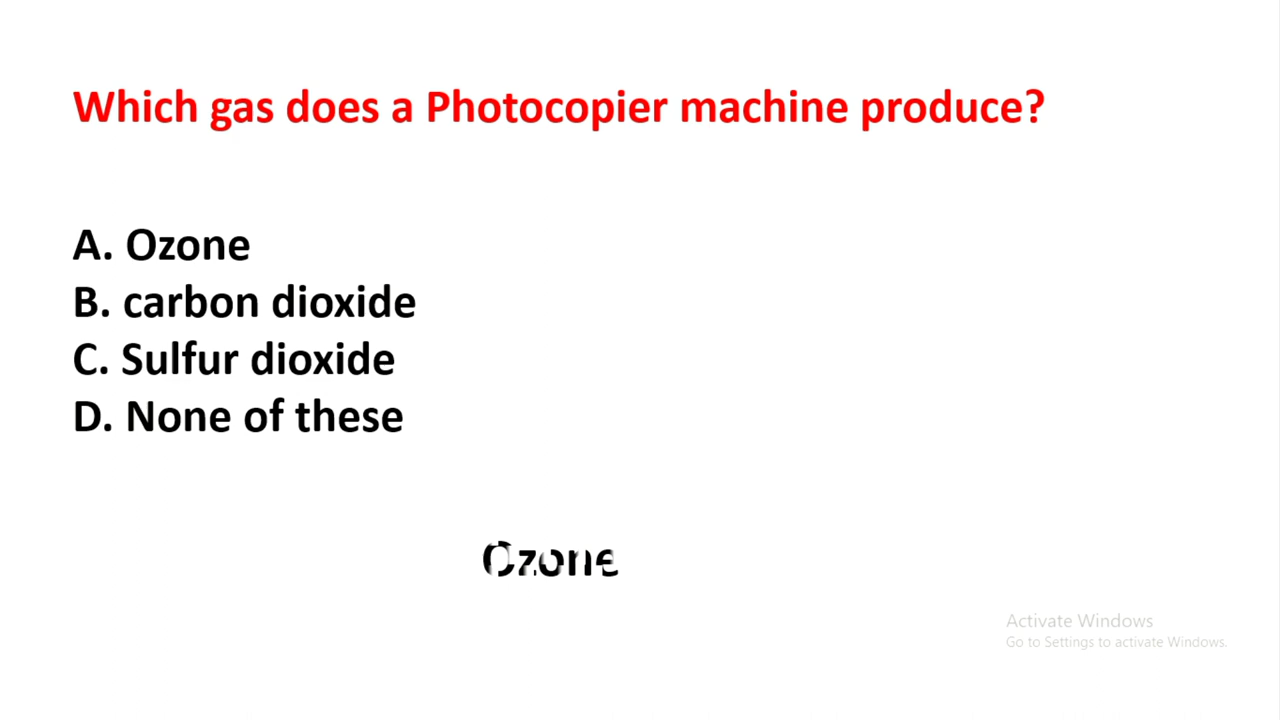 Which gas does a Photocopier machine produce?
A. Ozone
B. carbon dioxide
C. Sulfur dioxide
D. None of these
Ozone
Activate Windows
Go to Settings to activate Windows.